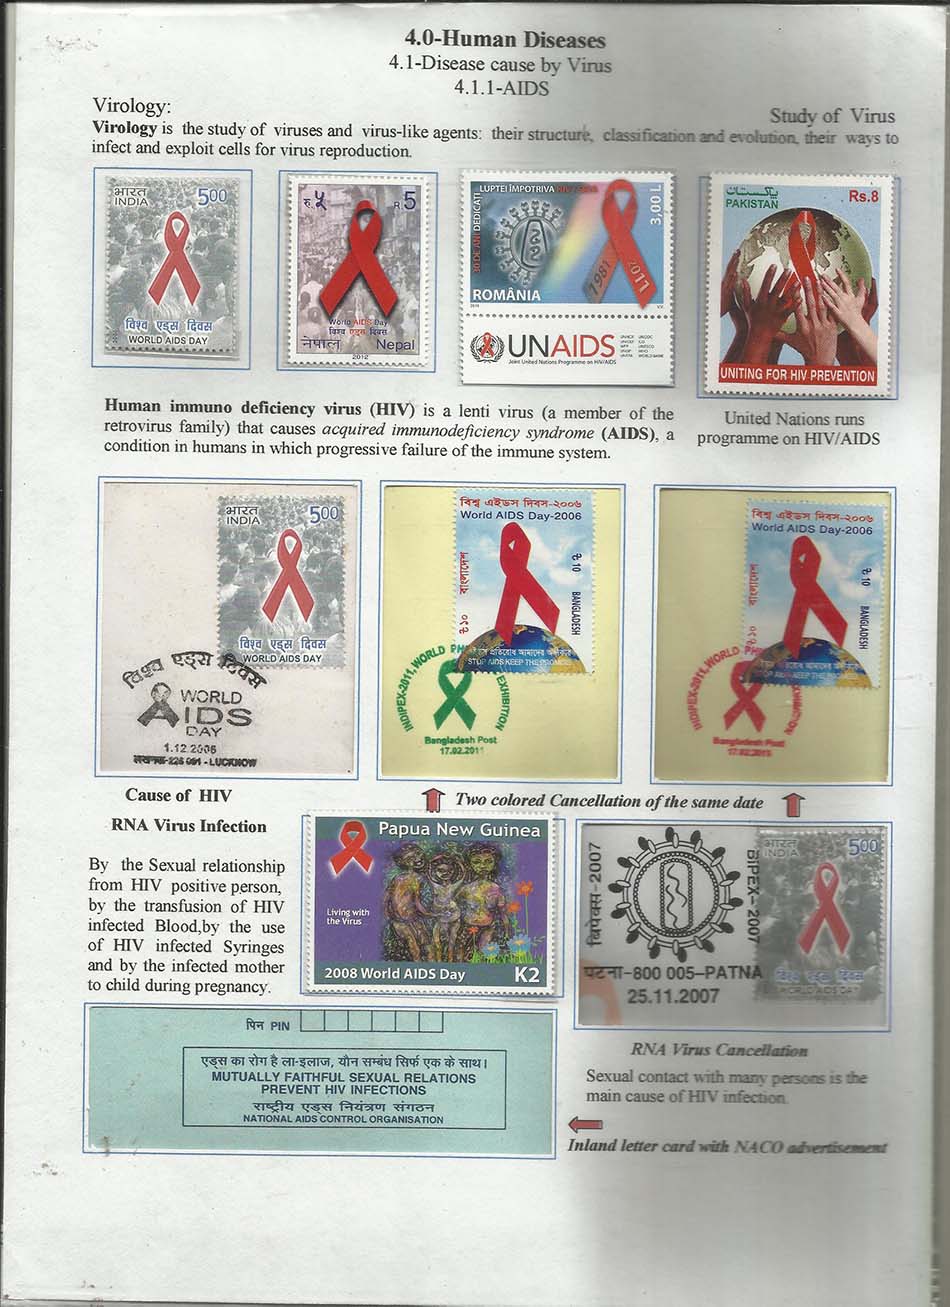 4.0-Human Diseases
4.1-Disease cause by Virus
4.1.1-AIDS
Virology:
Study of Virus
Virology is the study of viruses and virus-like agents: their structure, classification and evolution, their ways to
infect and exploit cells for virus reproduction.
भारत
INDIA
500
विश्व एड्स दिवस
WORLD AIDS DAY
रु ५
R 5
World AIDS Day
विश्व एड्स दिवस
नेपाल Nepal
2012
30 DE ANI DEDICAȚI
LUPTEI ÎMPOTRIVA HIV / SIDA
3,00 L
1981
2011
ROMÂNIA
UNAIDS
Joint United Nations Programme on HIV/AIDS
پاکستان
PAKISTAN
Rs.8
UNITING FOR HIV PREVENTION
Human immuno deficiency virus (HIV) is a lenti virus (a member of the
retrovirus family) that causes acquired immunodeficiency syndrome (AIDS), a
condition in humans in which progressive failure of the immune system.
United Nations runs
programme on HIV/AIDS
भारत
INDIA
500
विश्व एड्स दिवस
WORLD AIDS DAY
विश्व एड्स दिवस
WORLD
AIDS
DAY
1.12.2006
लखनऊ-226 001 - LUCKNOW
বিশ্ব এইডস দিবস-২০০৬
World AIDS Day-2006
বাংলাদেশ
৳ ১০
৳ 10 BANGLADESH
STOP AIDS KEEP THE PROMISE
INDIPEX-2011, WORLD PH
EXHIBITION
Bangladesh Post
17.02.2011
বিশ্ব এইডস দিবস-২০০৬
World AIDS Day-2006
বাংলাদেশ
৳ ১০
৳ 10 BANGLADESH
STOP AIDS KEEP THE PROMISE
INDIPEX-2011, WORLD PH
EXHIBITION
Bangladesh Post
17.02.2011
Two colored Cancellation of the same date
Cause of HIV
RNA Virus Infection
By the Sexual relationship
from HIV positive person,
by the transfusion of HIV
infected Blood,by the use
of HIV infected Syringes
and by the infected mother
to child during pregnancy.
Papua New Guinea
Living with
the Virus
2008 World AIDS Day
K2
बिपेक्स-2007
BIPEX-2007
भारत
INDIA
500
विश्व एड्स दिवस
WORLD AIDS DAY
पटना-800 005-PATNA
25.11.2007
RNA Virus Cancellation
Sexual contact with many persons is the
main cause of HIV infection.
पिन PIN
एड्स का रोग है ला-इलाज, यौन सम्बंध सिर्फ एक के साथ।
MUTUALLY FAITHFUL SEXUAL RELATIONS
PREVENT HIV INFECTIONS
राष्ट्रीय एड्स नियंत्रण संगठन
NATIONAL AIDS CONTROL ORGANISATION
Inland letter card with NACO advertisement